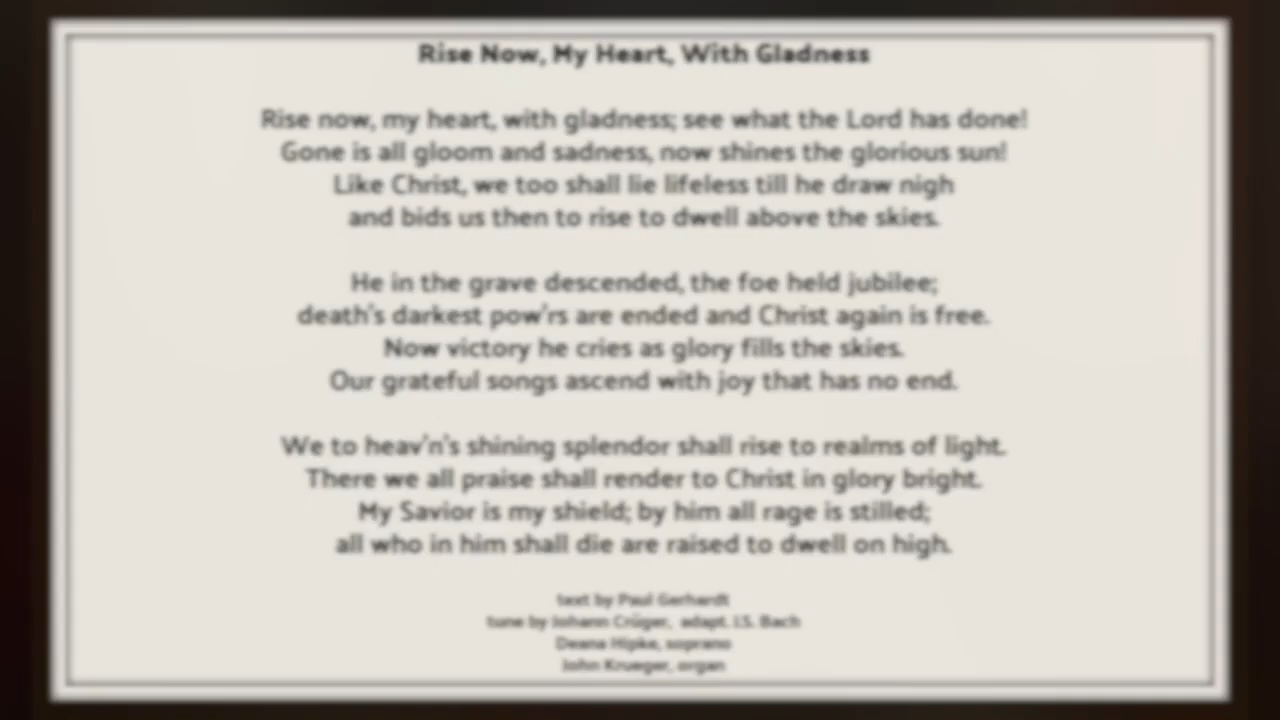 Rise Now, My Heart, With Gladness
Rise now, my heart, with gladness; see what the Lord has done!
Gone is all gloom and sadness, now shines the glorious sun!
Like Christ, we too shall lie lifeless till he draw nigh
and bids us then to rise to dwell above the skies.
He in the grave descended, the foe held jubilee;
death's darkest pow'rs are ended and Christ again is free.
Now victory he cries as glory fills the skies.
Our grateful songs ascend with joy that has no end.
We to heav'n's shining splendor shall rise to realms of light.
There we all praise shall render to Christ in glory bright.
My Savior is my shield; by him all rage is stilled;
all who in him shall die are raised to dwell on high.
text by Paul Gerhardt
tune by Johann Crüger, adapt. J.S. Bach
Deana Hipke, soprano
John Krueger, organ